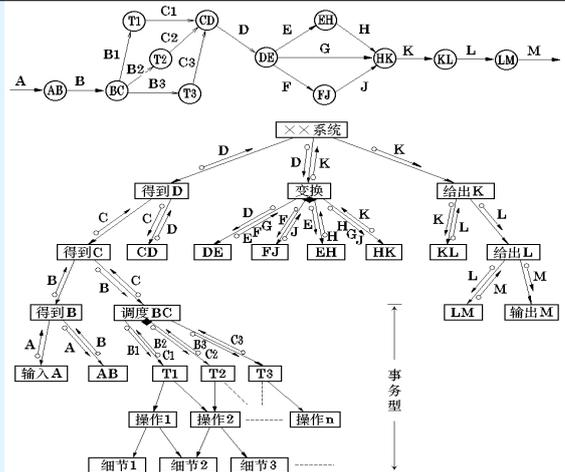 C1
T1 CD
B1 C2 D E EH H
T2 G
B2 C3 DE HK K KL L LM M
A B B3
AB BC T3 F FJ J
××系统
D D K K
得到D 变换 给出K
C C D D E F G F J E H H G J K K L L
得到C CD DE FJ EH HK KL 给出L
B B C L M M
得到B 调度BC LM 输出M
A A B B1 C1 B2 C2 B3 C3
输入A AB T1 T2 T3
事务型
操作1 操作2 操作n
细节1 细节2 细节3